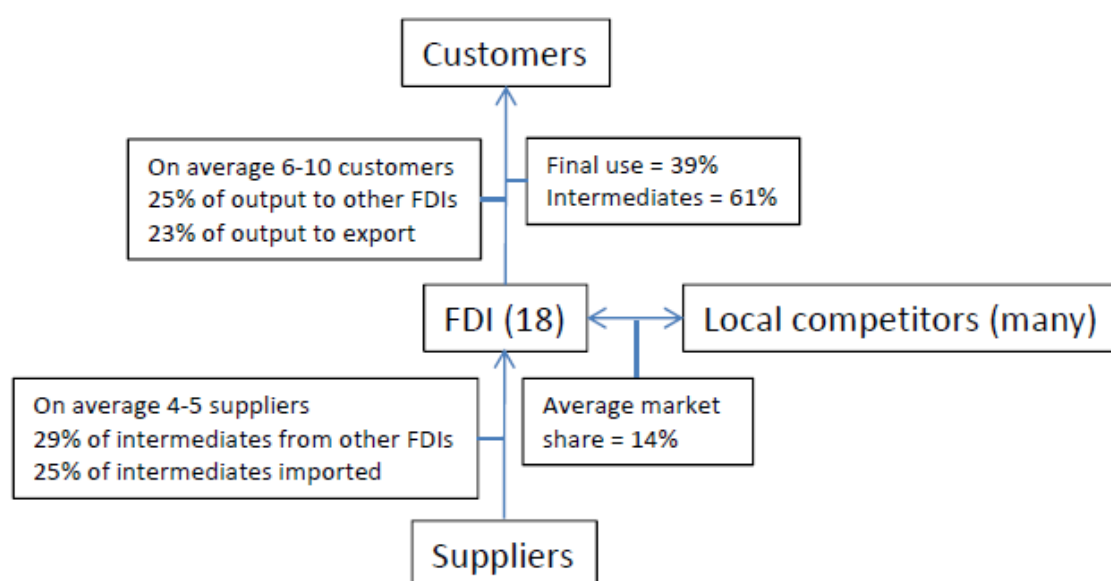 Customers
On average 6-10 customers
25% of output to other FDIs
23% of output to export
Final use = 39%
Intermediates = 61%
FDI (18)
Local competitors (many)
On average 4-5 suppliers
29% of intermediates from other FDIs
25% of intermediates imported
Average market
share = 14%
Suppliers